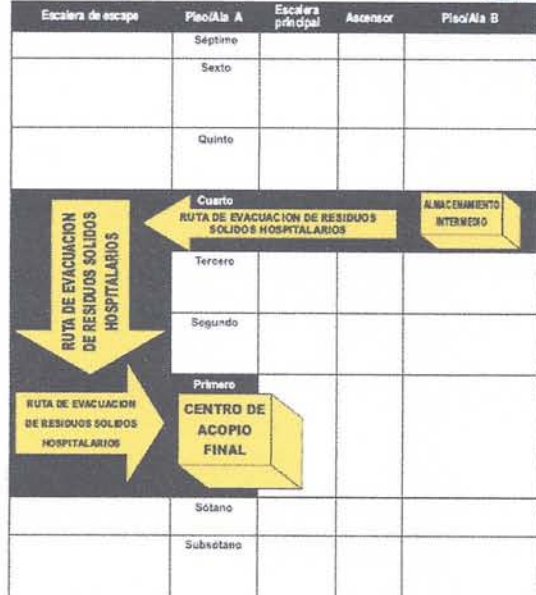 Escalera de escape
Piso/Ala A
Escalera
principal
Ascensor
Piso/Ala B
Séptimo
Sexto
Quinto
Cuarto
RUTA DE EVACUACION DE RESIDUOS
SOLIDOS HOSPITALARIOS
ALMACENAMIENTO
INTERMEDIO
RUTA DE EVACUACION
DE RESIDUOS SOLIDOS
HOSPITALARIOS
Tercero
Segundo
Primero
RUTA DE EVACUACION
DE RESIDUOS SOLIDOS
HOSPITALARIOS
CENTRO DE
ACOPIO
FINAL
Sótano
Subsotano